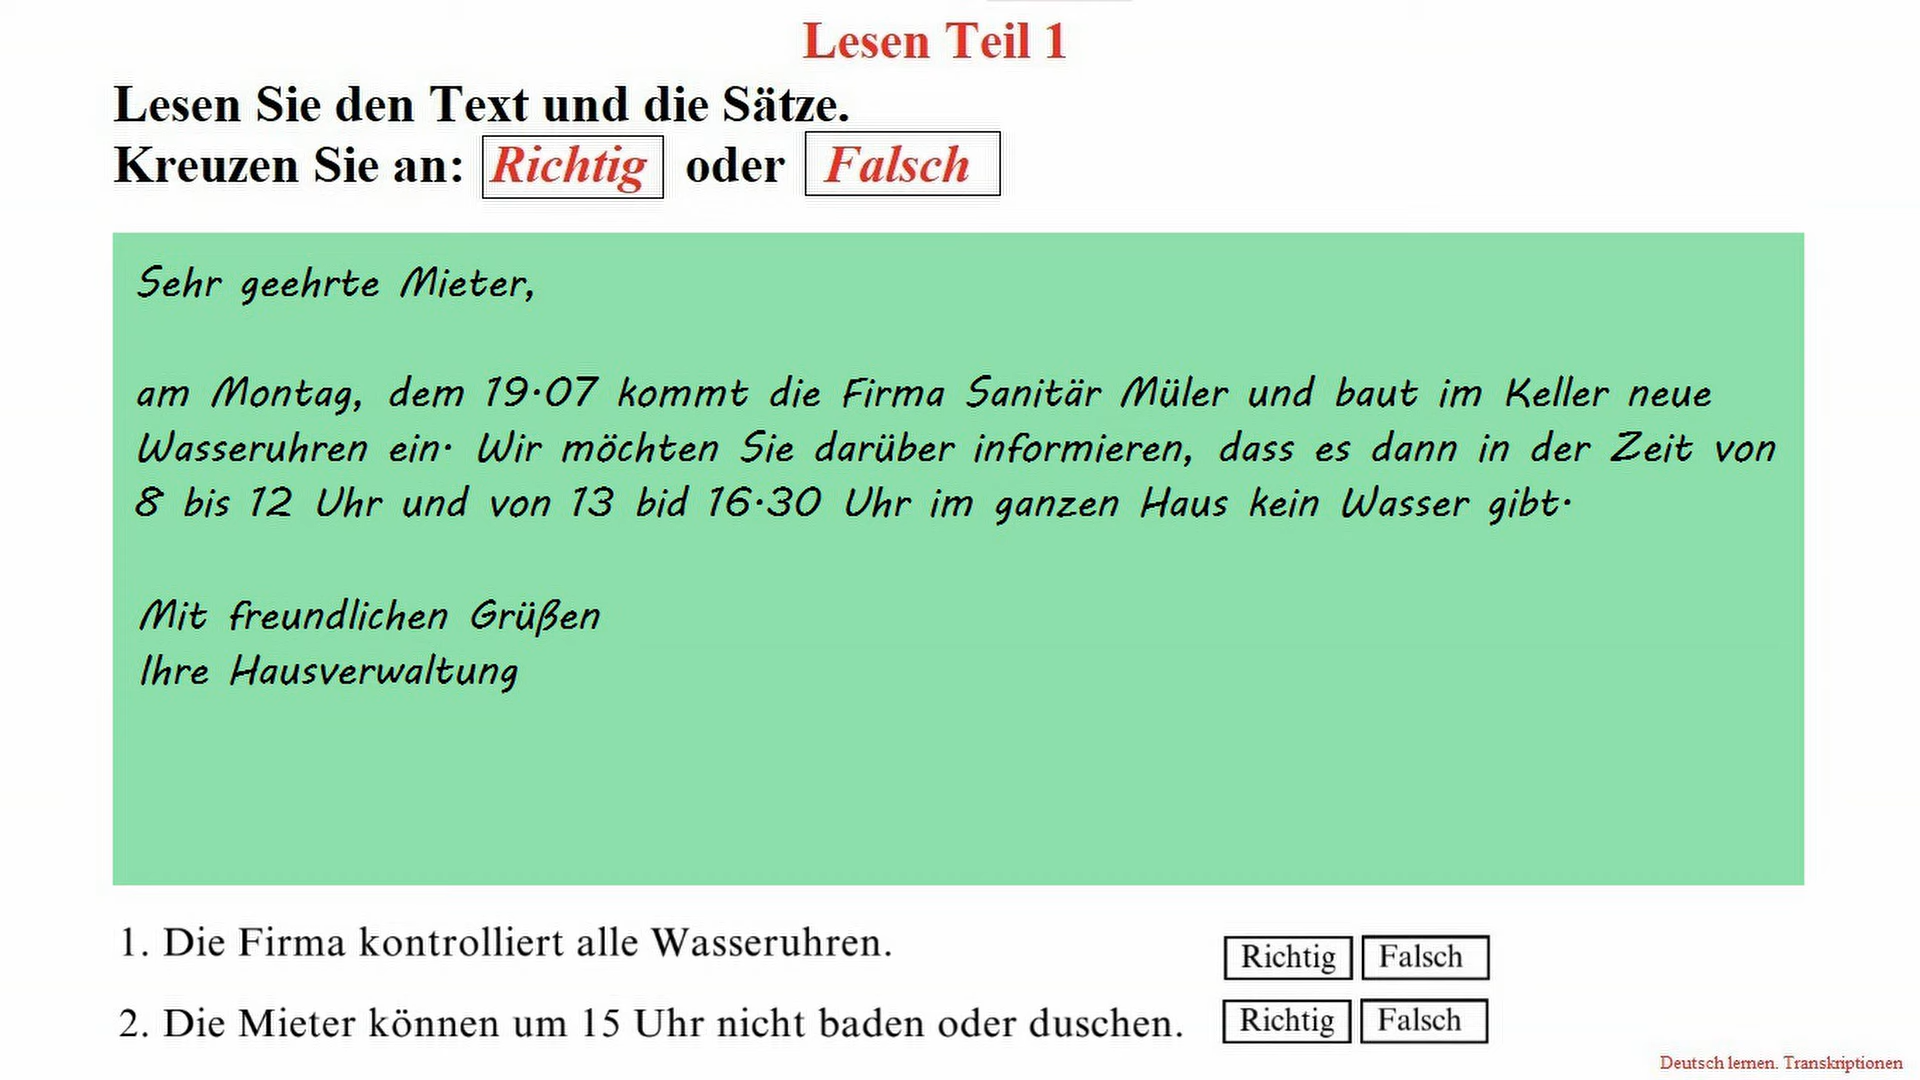 Lesen Teil 1
Lesen Sie den Text und die Sätze.
Kreuzen Sie an: Richtig oder Falsch
Sehr geehrte Mieter,
am Montag, dem 19.07 kommt die Firma Sanitär Müler und baut im Keller neue
Wasseruhren ein. Wir möchten Sie darüber informieren, dass es dann in der Zeit von
8 bis 12 Uhr und von 13 bid 16.30 Uhr im ganzen Haus kein Wasser gibt.
Mit freundlichen Grüßen
Ihre Hausverwaltung
1. Die Firma kontrolliert alle Wasseruhren. Richtig Falsch
2. Die Mieter können um 15 Uhr nicht baden oder duschen. Richtig Falsch
Deutsch lernen. Transkriptionen